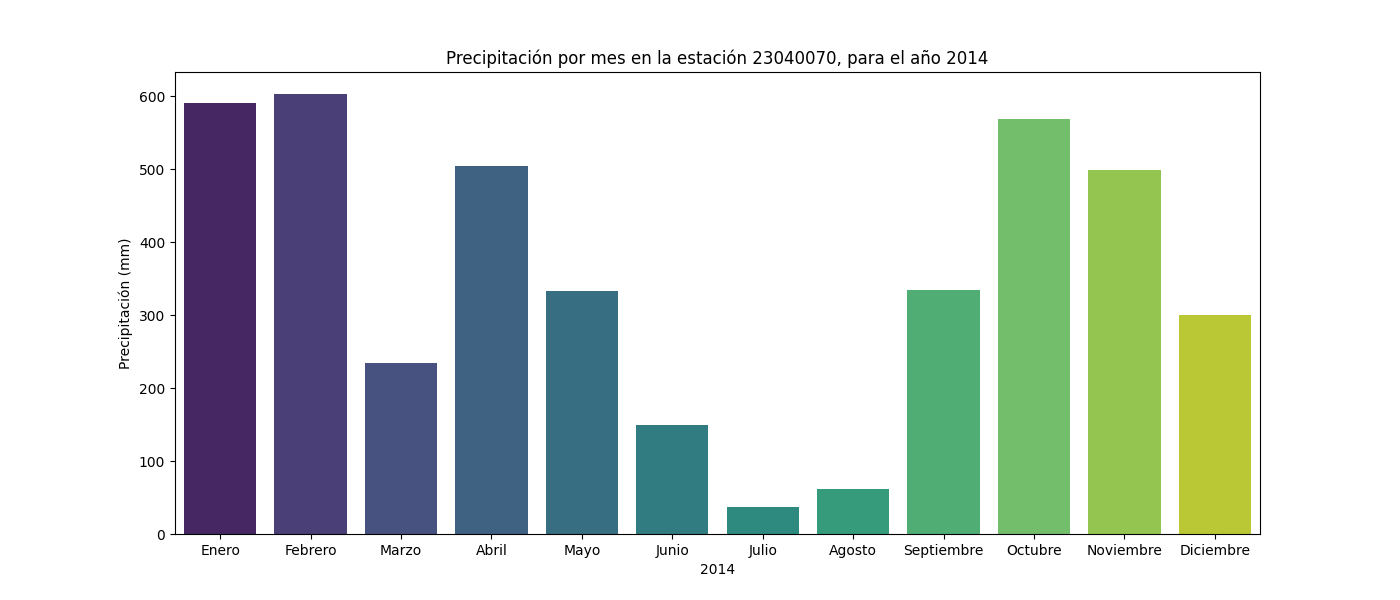 Precipitación por mes en la estación 23040070, para el año 2014
Precipitación (mm)
600
500
400
300
200
100
0
Enero Febrero Marzo Abril Mayo Junio Julio Agosto Septiembre Octubre Noviembre Diciembre
2014